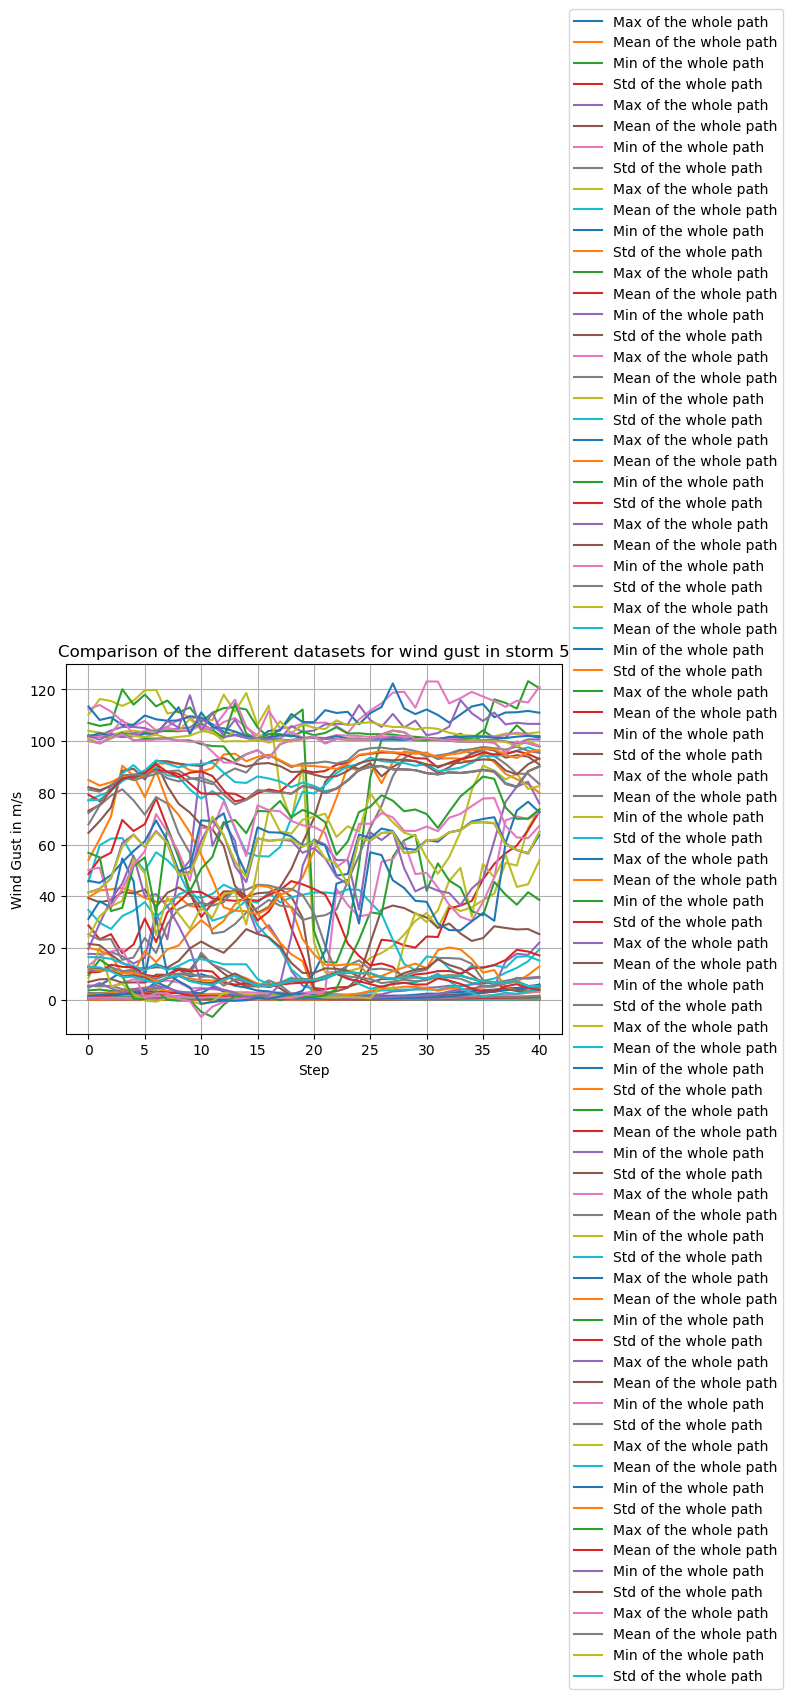 Comparison of the different datasets for wind gust in storm 5
Wind Gust in m/s
120
100
80
60
40
20
0
0 5 10 15 20 25 30 35 40
Step
Max of the whole path
Mean of the whole path
Min of the whole path
Std of the whole path
Max of the whole path
Mean of the whole path
Min of the whole path
Std of the whole path
Max of the whole path
Mean of the whole path
Min of the whole path
Std of the whole path
Max of the whole path
Mean of the whole path
Min of the whole path
Std of the whole path
Max of the whole path
Mean of the whole path
Min of the whole path
Std of the whole path
Max of the whole path
Mean of the whole path
Min of the whole path
Std of the whole path
Max of the whole path
Mean of the whole path
Min of the whole path
Std of the whole path
Max of the whole path
Mean of the whole path
Min of the whole path
Std of the whole path
Max of the whole path
Mean of the whole path
Min of the whole path
Std of the whole path
Max of the whole path
Mean of the whole path
Min of the whole path
Std of the whole path
Max of the whole path
Mean of the whole path
Min of the whole path
Std of the whole path
Max of the whole path
Mean of the whole path
Min of the whole path
Std of the whole path
Max of the whole path
Mean of the whole path
Min of the whole path
Std of the whole path
Max of the whole path
Mean of the whole path
Min of the whole path
Std of the whole path
Max of the whole path
Mean of the whole path
Min of the whole path
Std of the whole path
Max of the whole path
Mean of the whole path
Min of the whole path
Std of the whole path
Max of the whole path
Mean of the whole path
Min of the whole path
Std of the whole path
Max of the whole path
Mean of the whole path
Min of the whole path
Std of the whole path
Max of the whole path
Mean of the whole path
Min of the whole path
Std of the whole path
Max of the whole path
Mean of the whole path
Min of the whole path
Std of the whole path